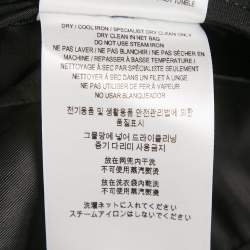 DRY / COOL IRON / SPECIALIST DRY CLEAN ONLY
DRY CLEAN IN NET BAG
DO NOT USE STEAM IRON
NE PAS LAVER / NE PAS BLANCHIR / NE PAS SÉCHER EN
MACHINE / REPASSER À BASSE TEMPÉRATURE /
NETTOYAGE À SEC PAR SPÉCIALISTE UNIQUEMENT
NETTOYER À SEC DANS UN FILET À LINGE
NE PAS UTILISER DE FER À VAPEUR
NO USAR BLANQUEADOR
전기용품 및 생활용품 안전관리법에 의한
품질표시
그물망에 넣어 드라이클리닝
스팀 다리미 사용 금지
放在网兜内干洗
不可使用蒸汽熨烫
放在洗衣袋內乾洗
不可使用蒸汽熨燙
洗濯ネットに入れてください
スチームアイロンはしないでください